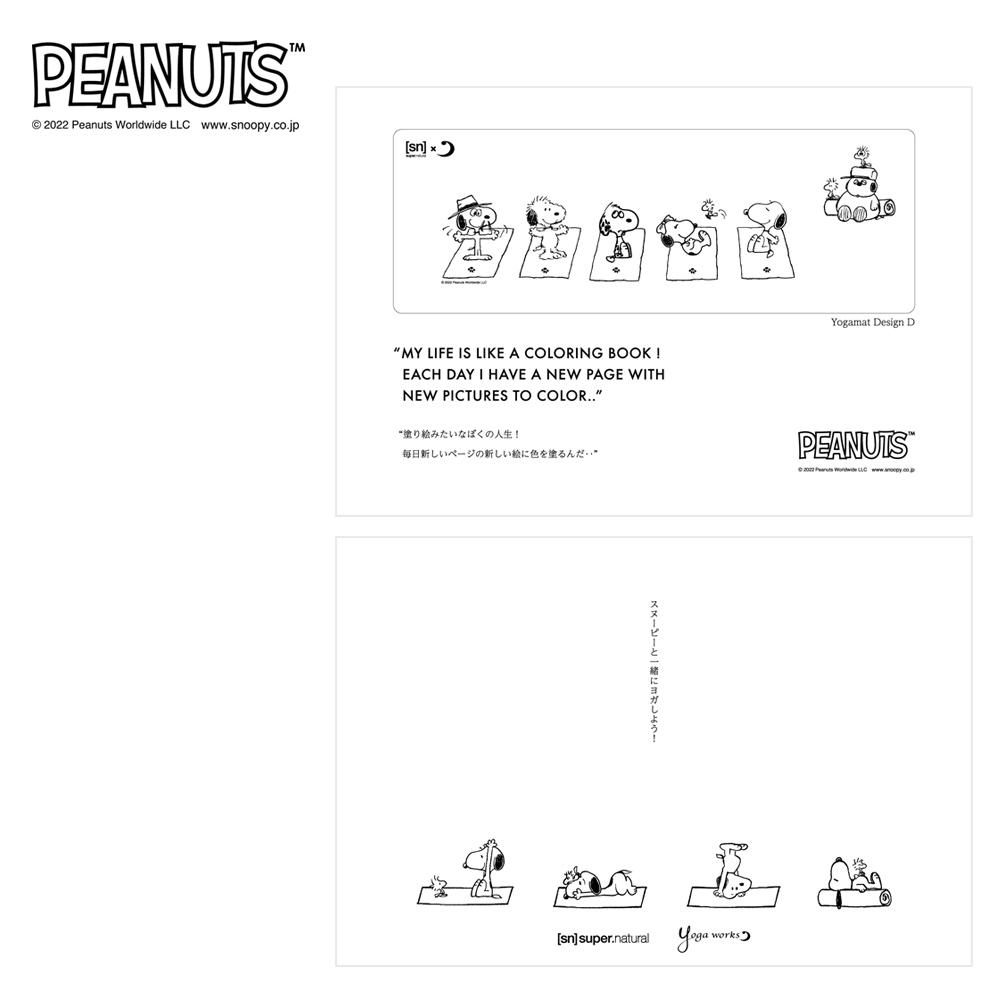 PEANUTS™
© 2022 Peanuts Worldwide LLC www.snoopy.co.jp
[sn] ×
super.natural
© 2022 Peanuts Worldwide LLC
Yogamat Design D
“MY LIFE IS LIKE A COLORING BOOK !
EACH DAY I HAVE A NEW PAGE WITH
NEW PICTURES TO COLOR..”
“塗り絵みたいなぼくの人生！
毎日新しいページの新しい絵に色を塗るんだ‥”
PEANUTS™
© 2022 Peanuts Worldwide LLC www.snoopy.co.jp
スヌーピーと一緒にヨガしよう！
[sn]super.natural
Yoga works